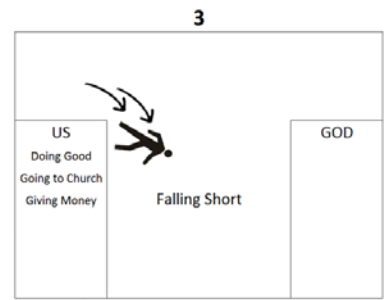 3
US
Doing Good
Going to Church
Giving Money
Falling Short
GOD